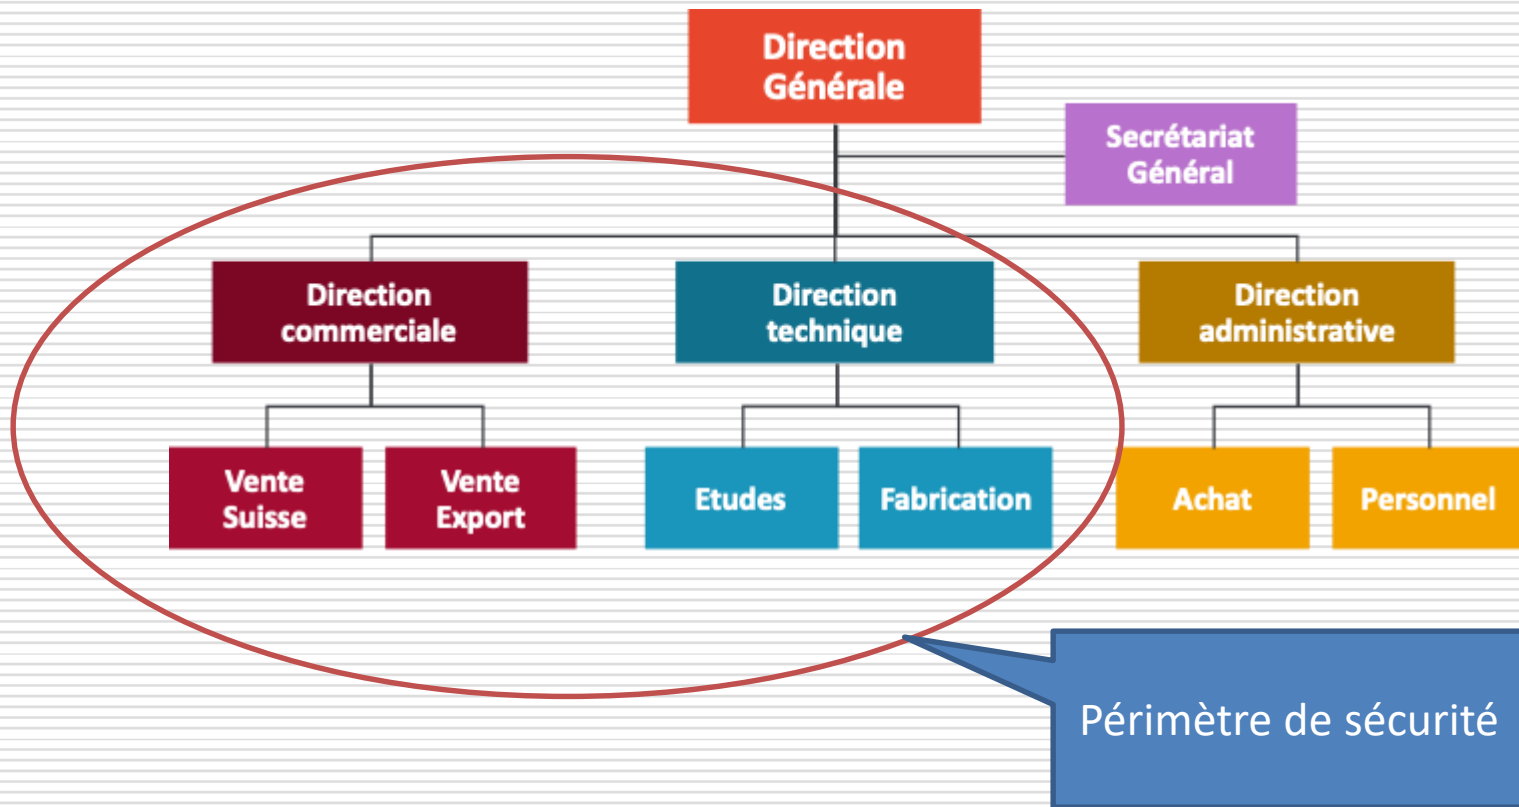 Direction
Générale
Secrétariat
Général
Direction
commerciale
Direction
technique
Direction
administrative
Vente
Suisse
Vente
Export
Etudes
Fabrication
Achat
Personnel
Périmètre de sécurité